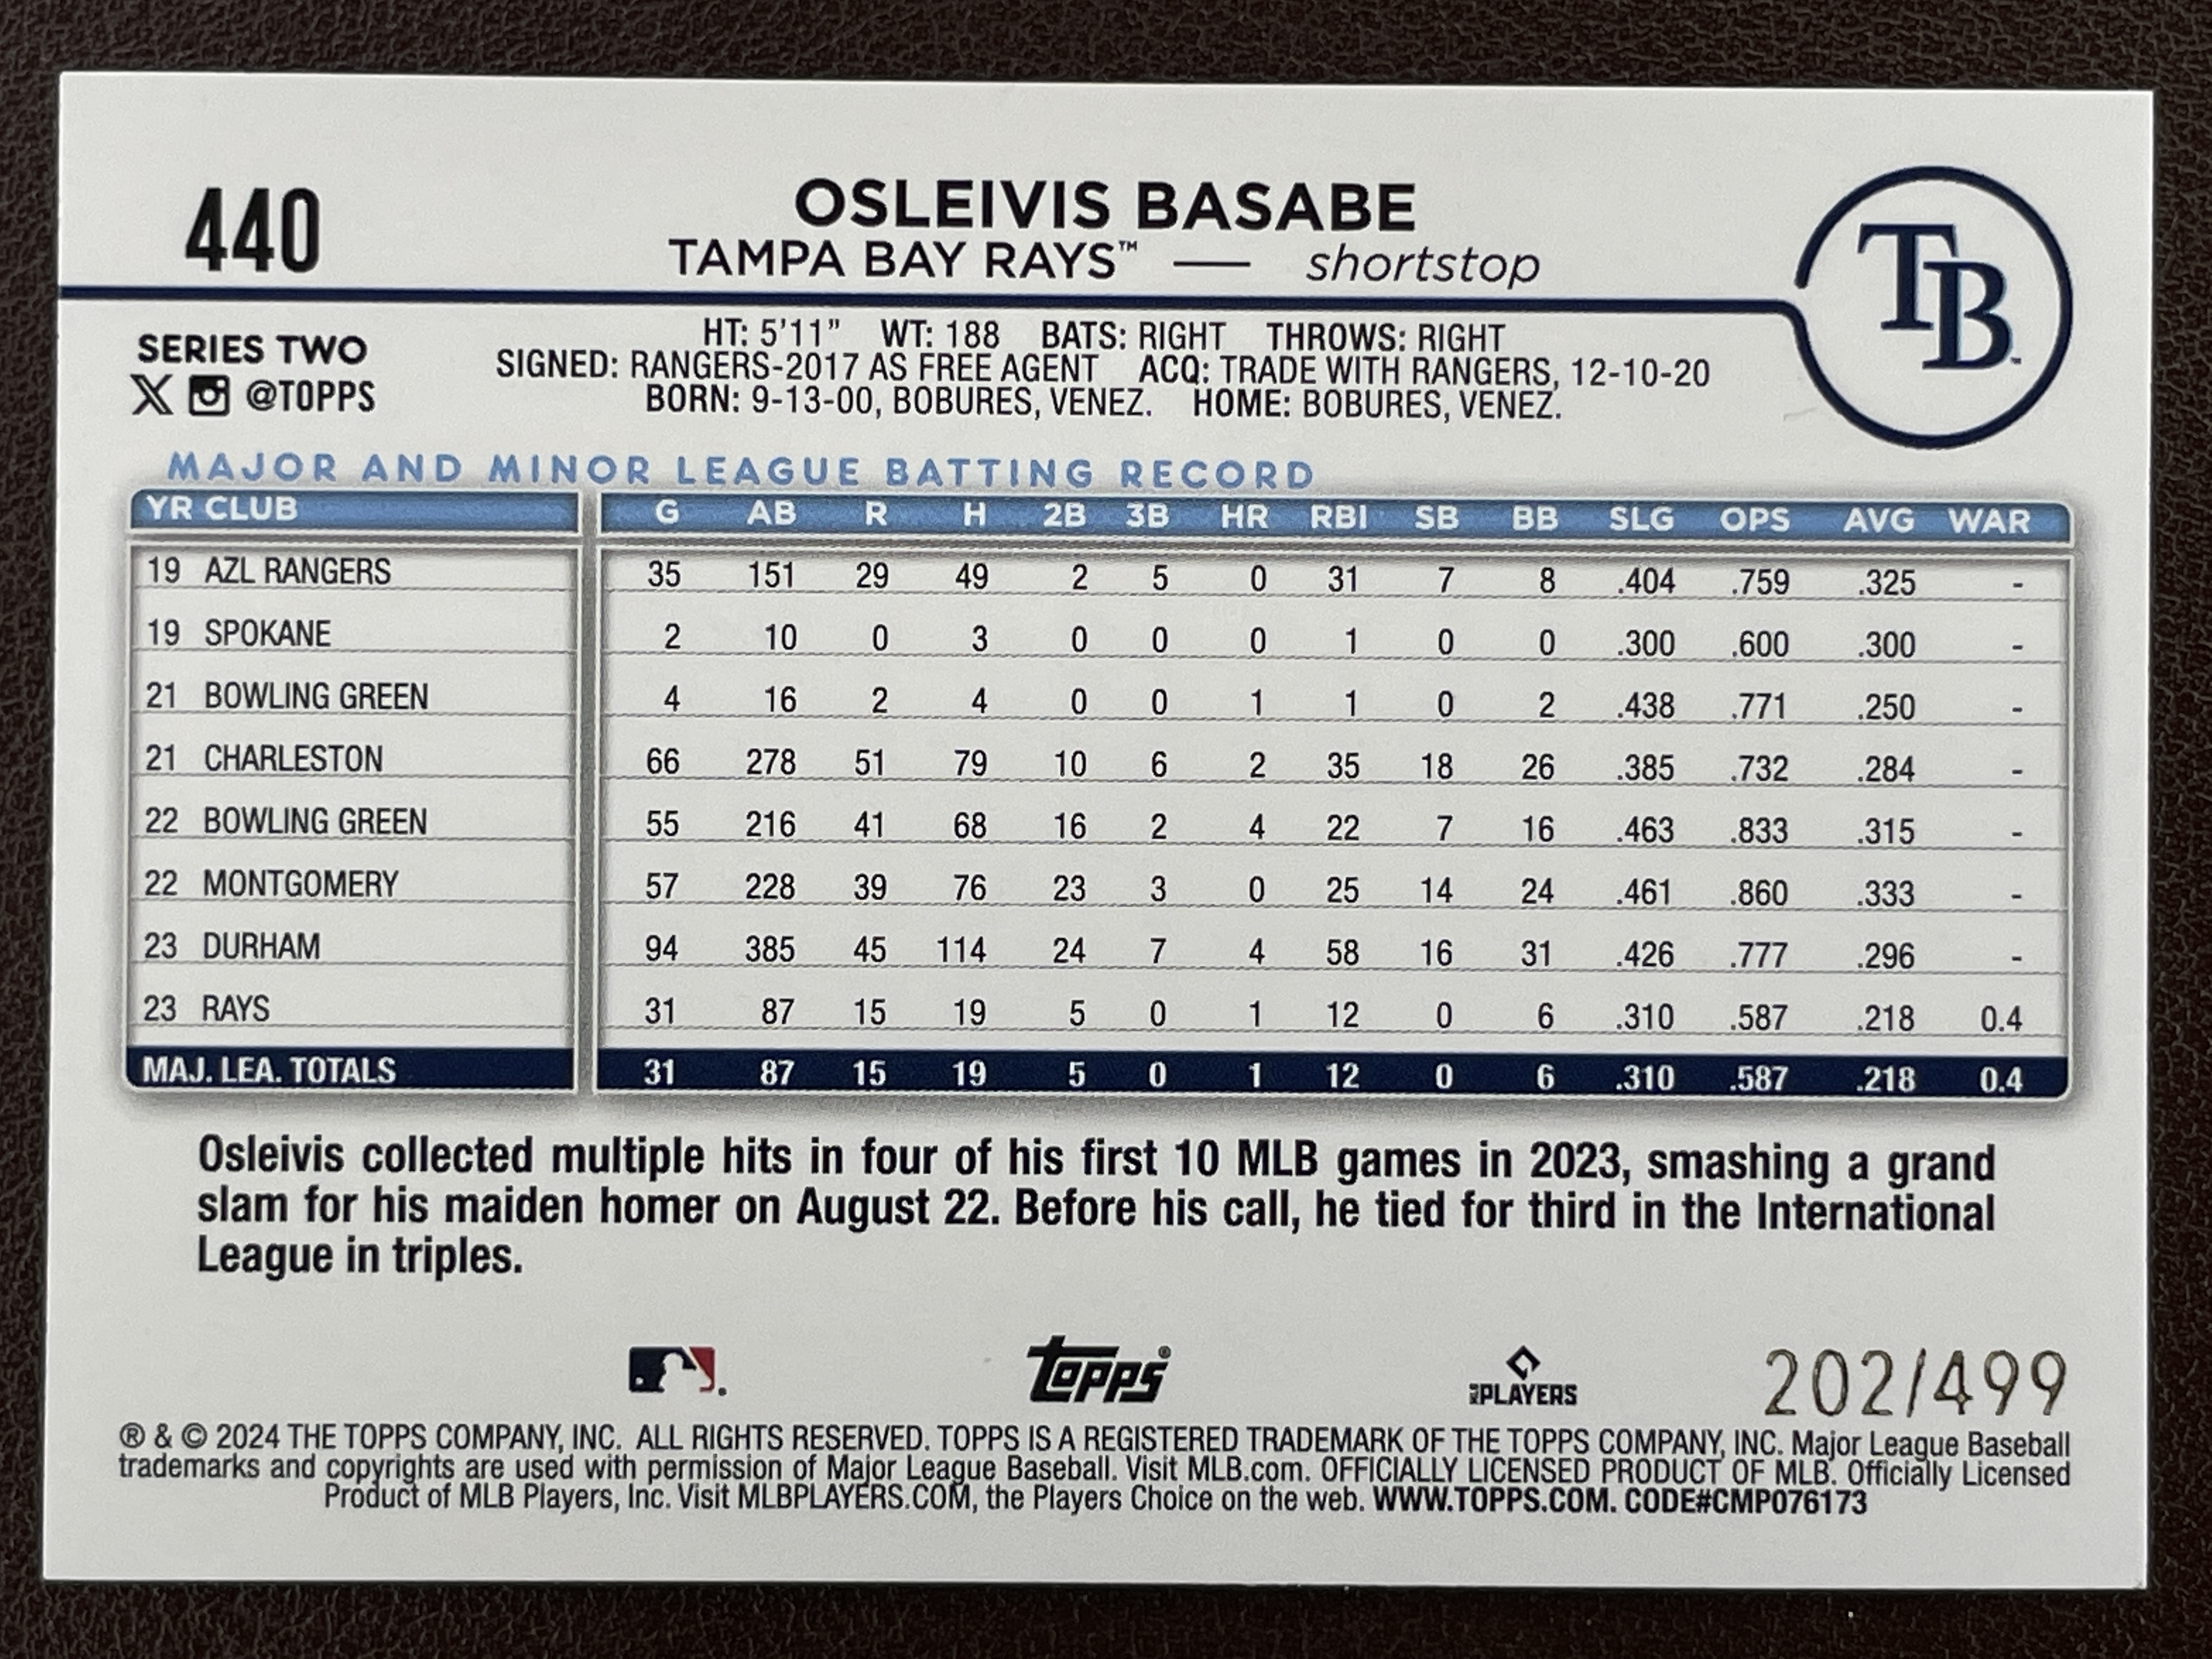 440
OSLEIVIS BASABE
TAMPA BAY RAYS™ — shortstop
TB
SERIES TWO
@TOPPS
HT: 5'11" WT: 188 BATS: RIGHT THROWS: RIGHT
SIGNED: RANGERS-2017 AS FREE AGENT ACQ: TRADE WITH RANGERS, 12-10-20
BORN: 9-13-00, BOBURES, VENEZ. HOME: BOBURES, VENEZ.
MAJOR AND MINOR LEAGUE BATTING RECORD
YR CLUB G AB R H 2B 3B HR RBI SB BB SLG OPS AVG WAR
19 AZL RANGERS 35 151 29 49 2 5 0 31 7 8 .404 .759 .325 -
19 SPOKANE 2 10 0 3 0 0 0 1 0 0 .300 .600 .300 -
21 BOWLING GREEN 4 16 2 4 0 0 1 1 0 2 .438 .771 .250 -
21 CHARLESTON 66 278 51 79 10 6 2 35 18 26 .385 .732 .284 -
22 BOWLING GREEN 55 216 41 68 16 2 4 22 7 16 .463 .833 .315 -
22 MONTGOMERY 57 228 39 76 23 3 0 25 14 24 .461 .860 .333 -
23 DURHAM 94 385 45 114 24 7 4 58 16 31 .426 .777 .296 -
23 RAYS 31 87 15 19 5 0 1 12 0 6 .310 .587 .218 0.4
MAJ. LEA. TOTALS 31 87 15 19 5 0 1 12 0 6 .310 .587 .218 0.4
Osleivis collected multiple hits in four of his first 10 MLB games in 2023, smashing a grand
slam for his maiden homer on August 22. Before his call, he tied for third in the International
League in triples.
topps®
PLAYERS
202/499
® & © 2024 THE TOPPS COMPANY, INC. ALL RIGHTS RESERVED. TOPPS IS A REGISTERED TRADEMARK OF THE TOPPS COMPANY, INC. Major League Baseball
trademarks and copyrights are used with permission of Major League Baseball. Visit MLB.com. OFFICIALLY LICENSED PRODUCT OF MLB. Officially Licensed
Product of MLB Players, Inc. Visit MLBPLAYERS.COM, the Players Choice on the web. WWW.TOPPS.COM. CODE#CMP076173